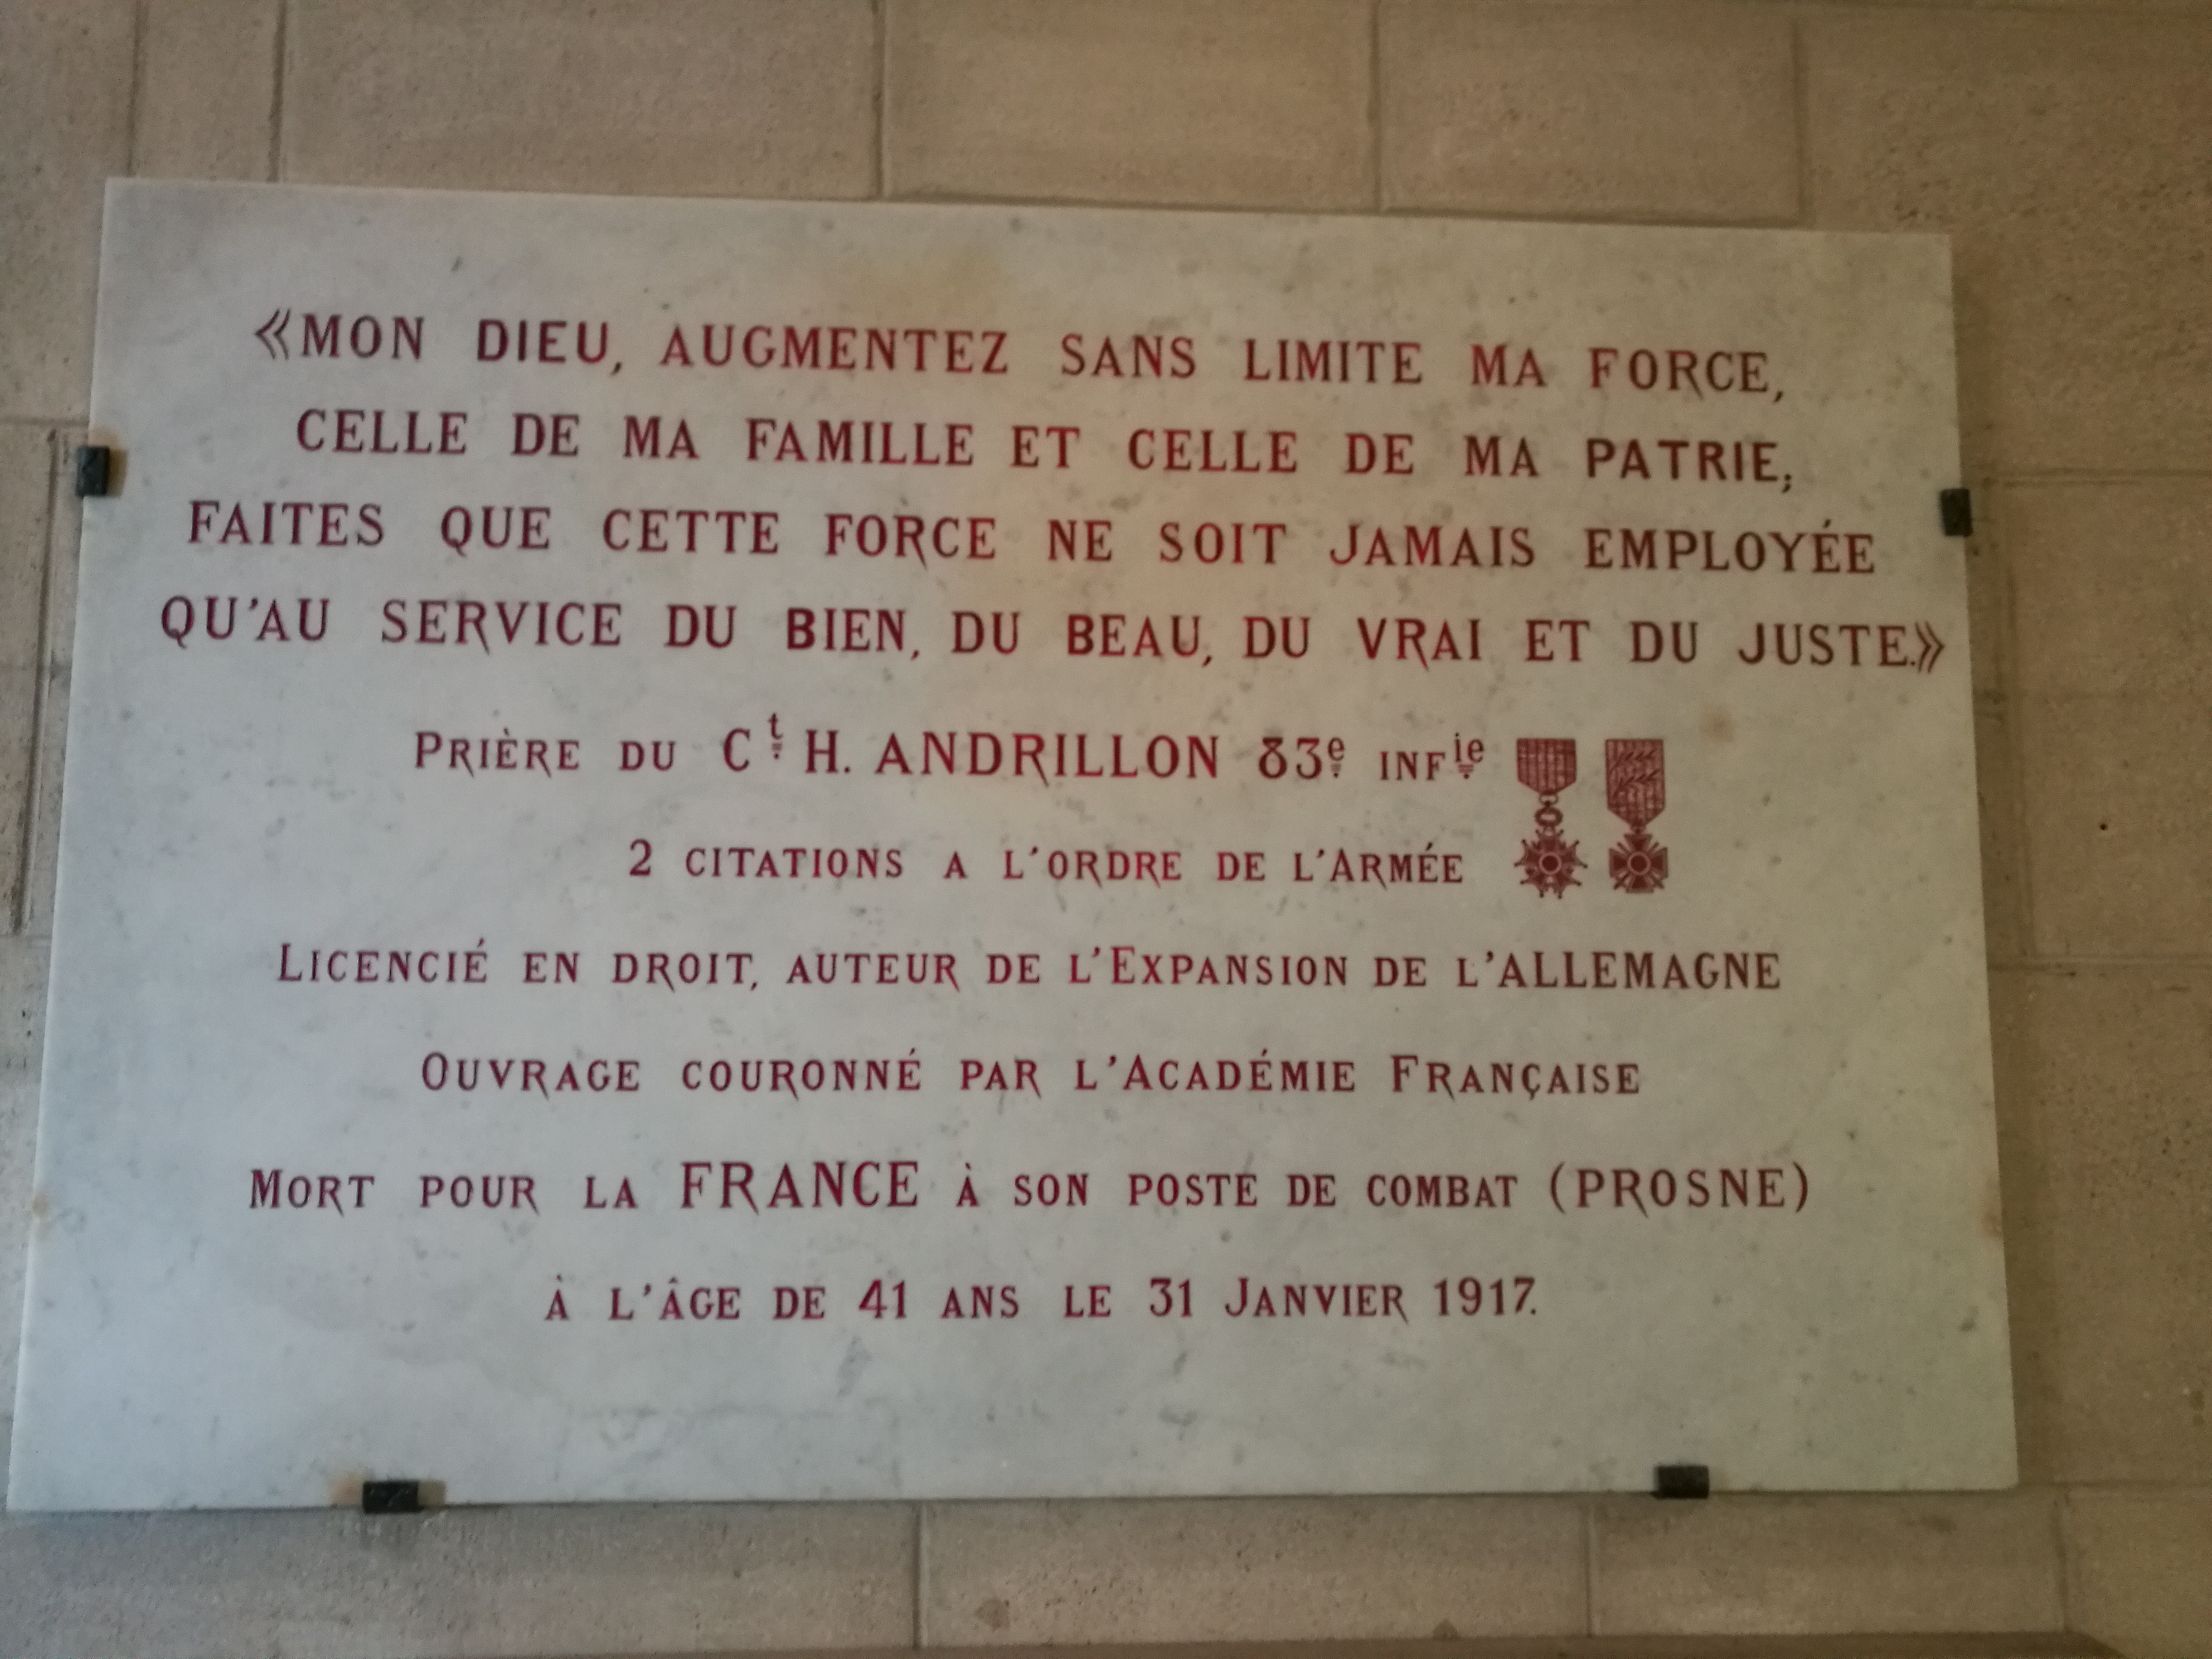 «MON DIEU, AUGMENTEZ SANS LIMITE MA FORCE,
CELLE DE MA FAMILLE ET CELLE DE MA PATRIE;
FAITES QUE CETTE FORCE NE SOIT JAMAIS EMPLOYÉE
QU'AU SERVICE DU BIEN, DU BEAU, DU VRAI ET DU JUSTE.»
PRIÈRE DU Cᵗ H. ANDRILLON 83ᵉ INFⁱᵉ
2 CITATIONS A L'ORDRE DE L'ARMÉE
LICENCIÉ EN DROIT, AUTEUR DE L'EXPANSION DE L'ALLEMAGNE
OUVRAGE COURONNÉ PAR L'ACADÉMIE FRANÇAISE
MORT POUR LA FRANCE À SON POSTE DE COMBAT (PROSNE)
À L'ÂGE DE 41 ANS LE 31 JANVIER 1917.